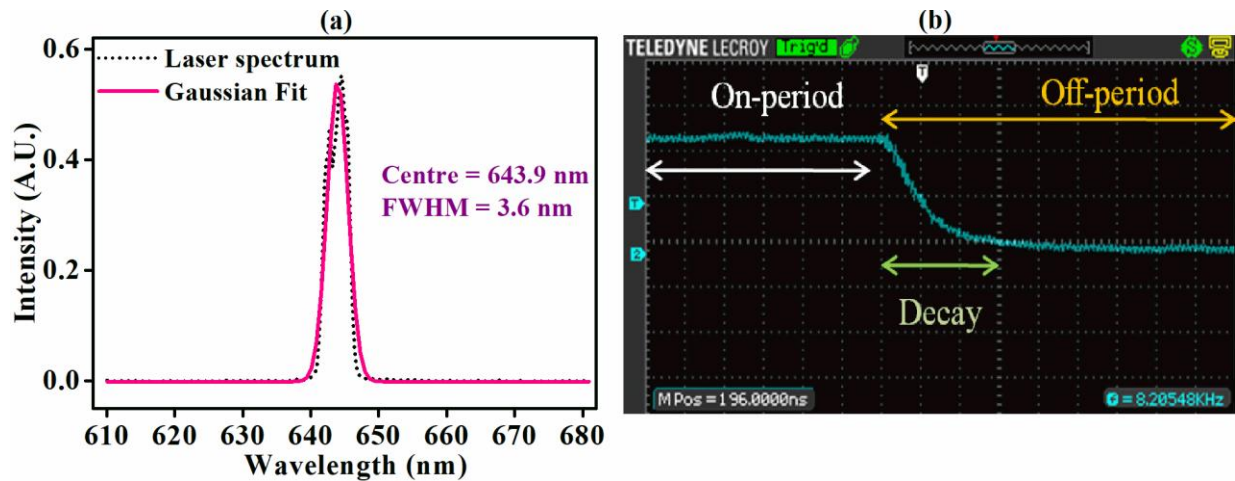 (a)
0.6
Laser spectrum
Gaussian Fit
0.4
Centre = 643.9 nm
FWHM = 3.6 nm
0.2
0.0
610 620 630 640 650 660 670 680
Wavelength (nm)
Intensity (A.U.)
(b)
TELEDYNE LECROY Trig'd
T
On-period
Off-period
T
2
Decay
M Pos=196.0000ns
f = 8.20548KHz